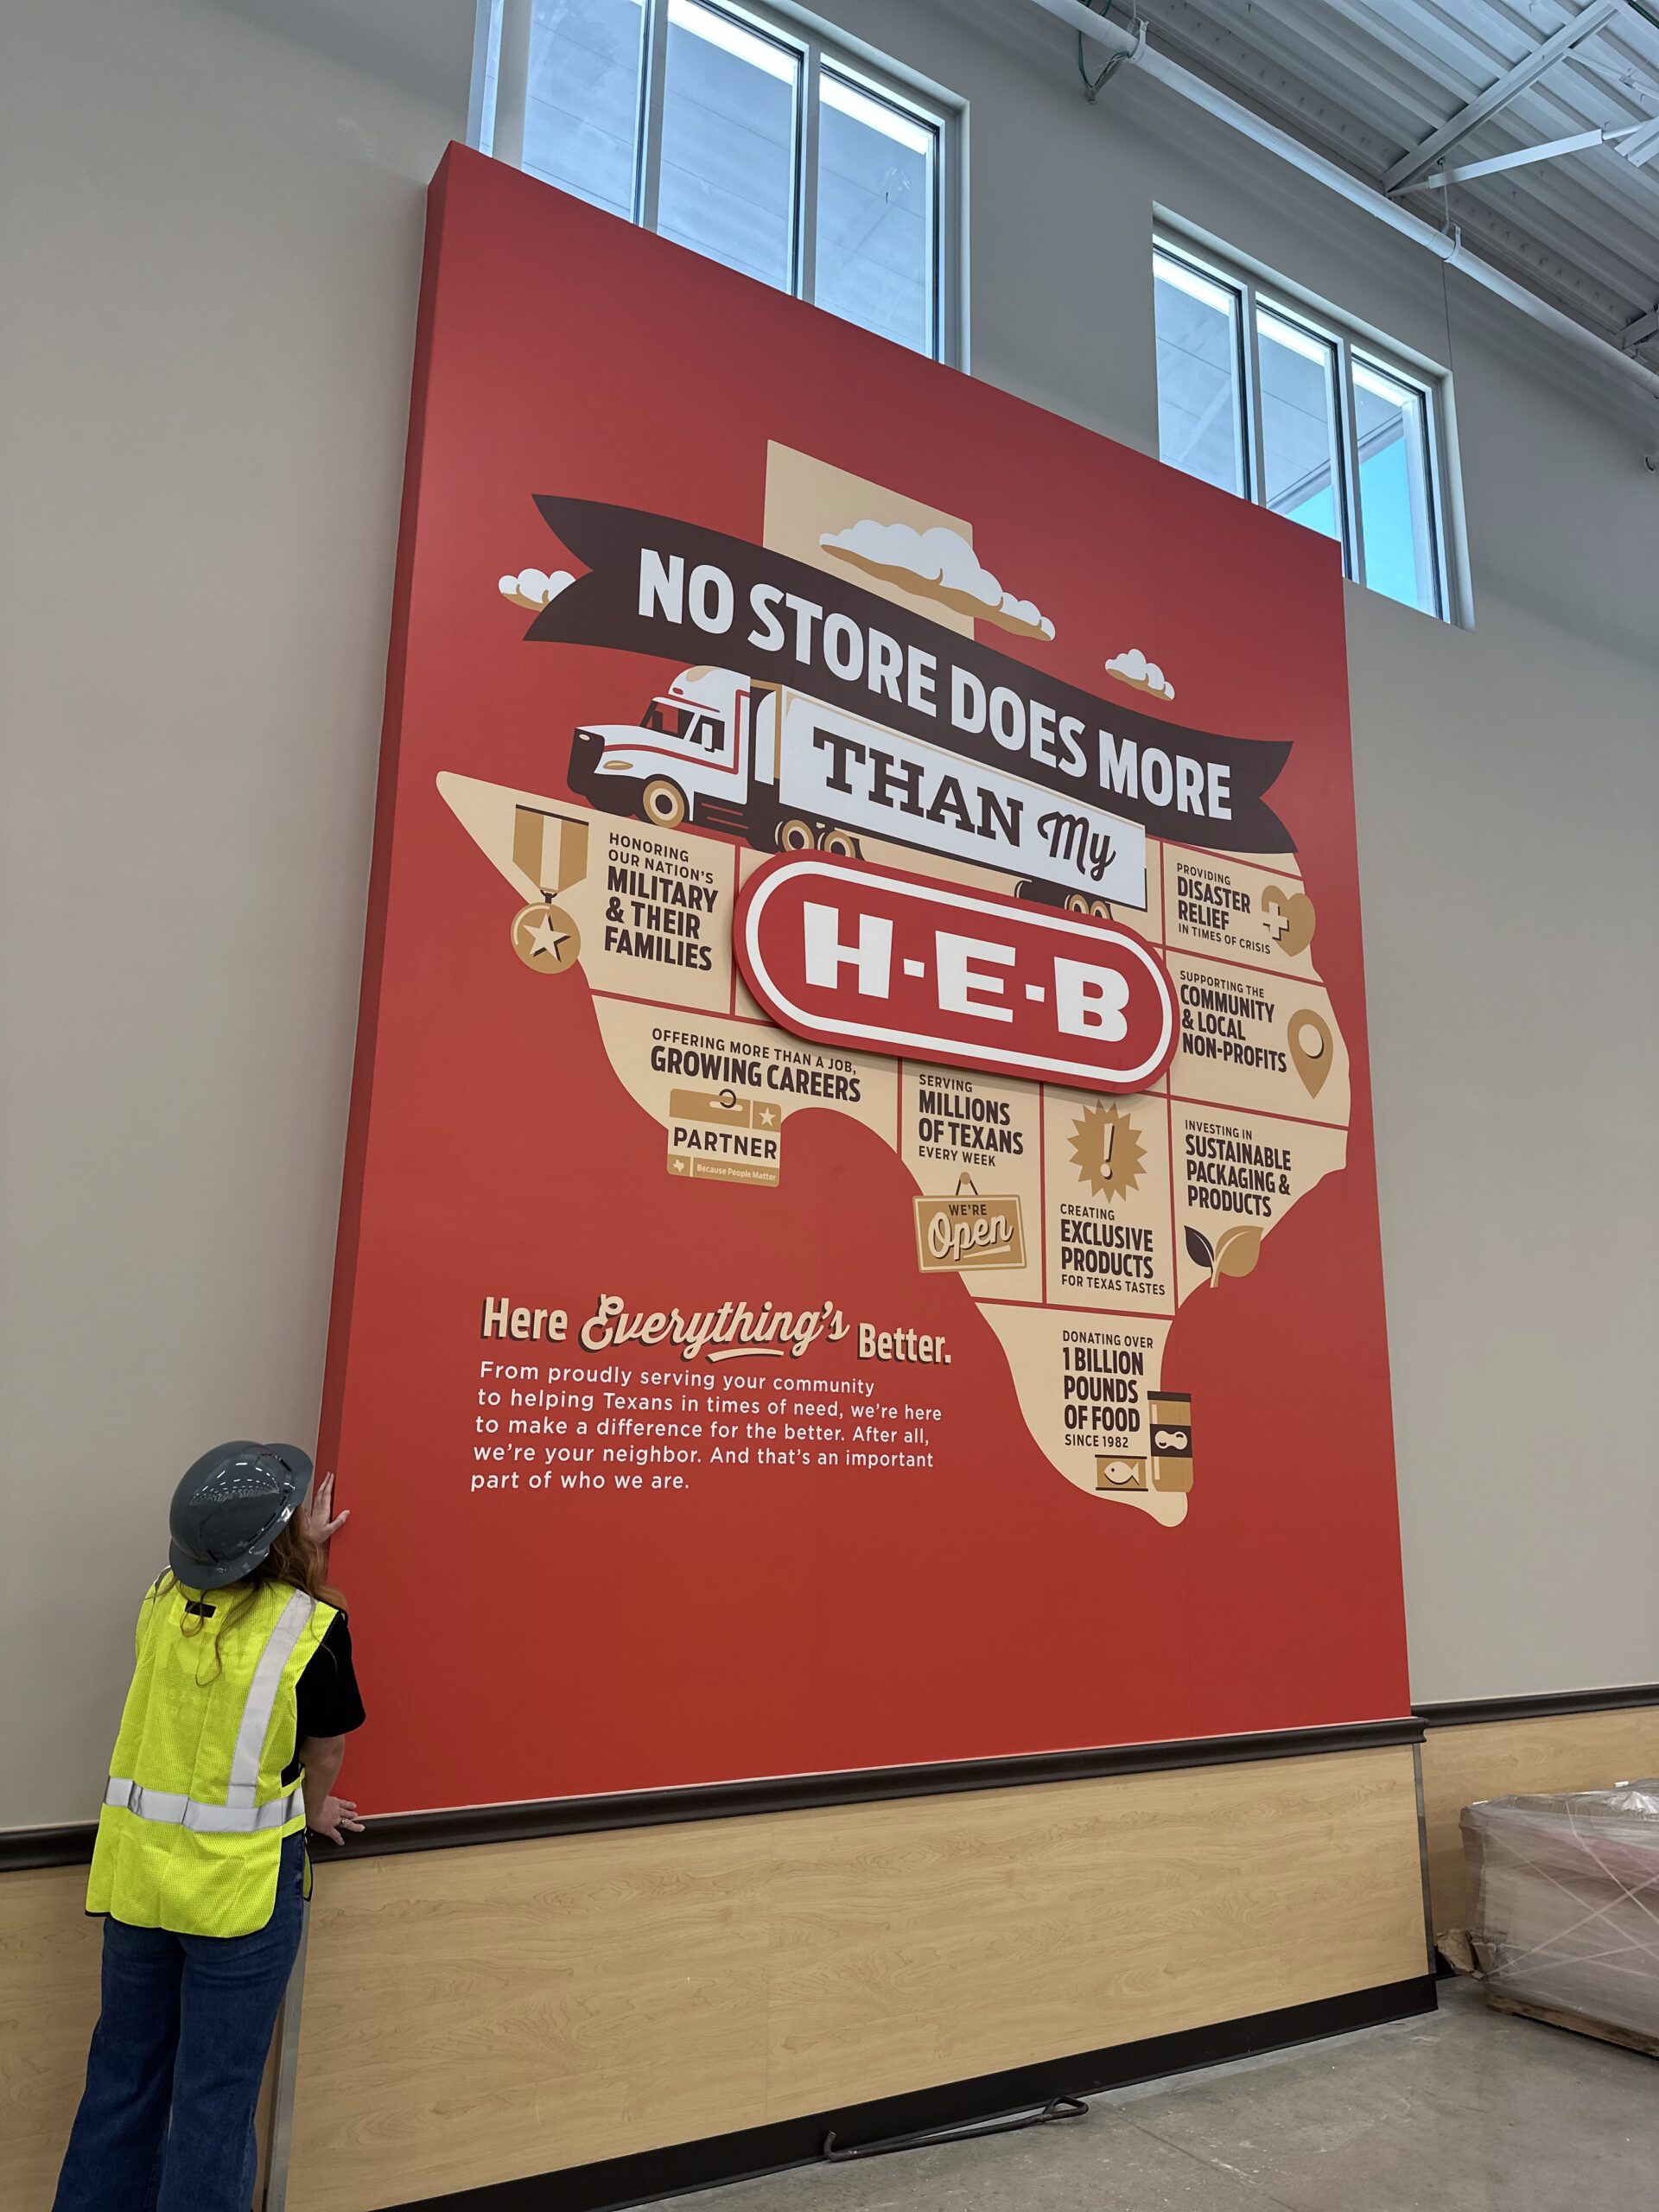 NO STORE DOES MORE
THAN My
H-E-B
HONORING
OUR NATION'S
MILITARY
& THEIR
FAMILIES
PROVIDING
DISASTER
RELIEF
IN TIMES OF CRISIS
SUPPORTING THE
COMMUNITY
& LOCAL
NON-PROFITS
OFFERING MORE THAN A JOB,
GROWING CAREERS
PARTNER
Because People Matter
SERVING
MILLIONS
OF TEXANS
EVERY WEEK
WE'RE
Open
CREATING
EXCLUSIVE
PRODUCTS
FOR TEXAS TASTES
INVESTING IN
SUSTAINABLE
PACKAGING &
PRODUCTS
DONATING OVER
1 BILLION
POUNDS
OF FOOD
SINCE 1982
Here Everything's Better.
From proudly serving your community
to helping Texans in times of need, we're here
to make a difference for the better. After all,
we're your neighbor. And that's an important
part of who we are.